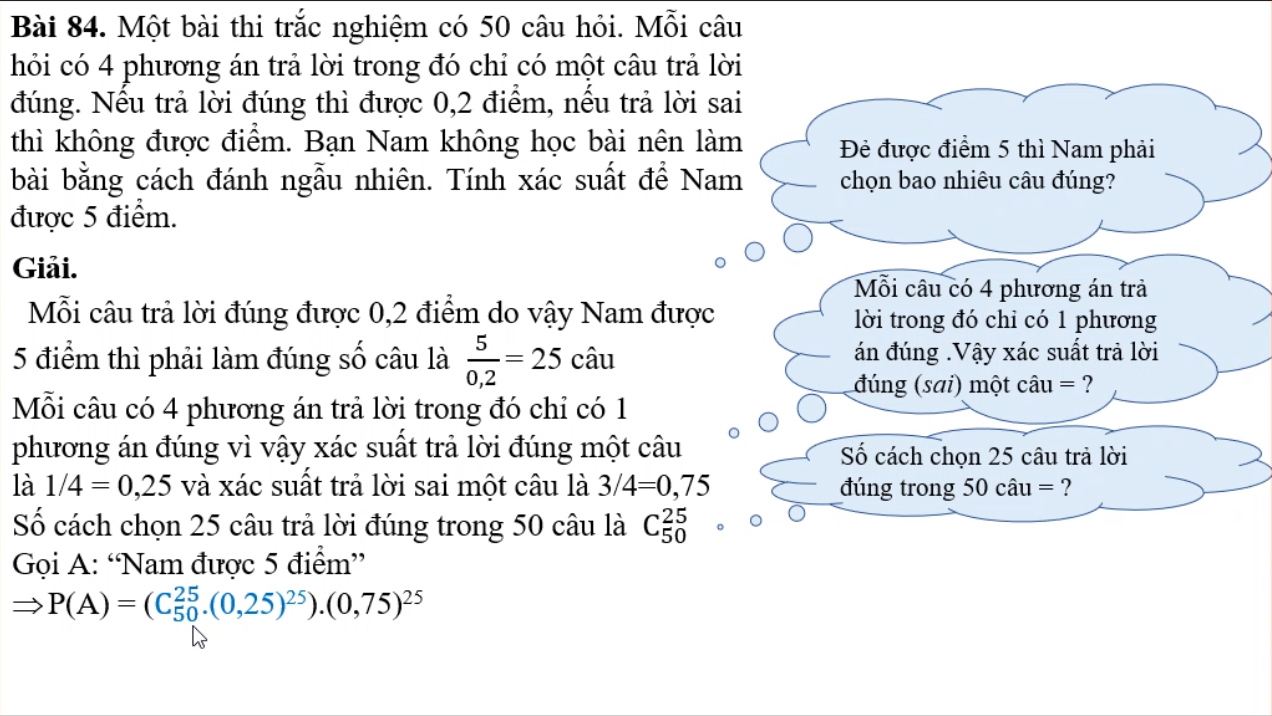 Bài 84. Một bài thi trắc nghiệm có 50 câu hỏi. Mỗi câu
hỏi có 4 phương án trả lời trong đó chỉ có một câu trả lời
đúng. Nếu trả lời đúng thì được 0,2 điểm, nếu trả lời sai
thì không được điểm. Bạn Nam không học bài nên làm
bài bằng cách đánh ngẫu nhiên. Tính xác suất để Nam
được 5 điểm.
Giải.
Mỗi câu trả lời đúng được 0,2 điểm do vậy Nam được
5 điểm thì phải làm đúng số câu là 5/0,2 = 25 câu
Mỗi câu có 4 phương án trả lời trong đó chỉ có 1
phương án đúng vì vậy xác suất trả lời đúng một câu
là 1/4 = 0,25 và xác suất trả lời sai một câu là 3/4=0,75
Số cách chọn 25 câu trả lời đúng trong 50 câu là C₅₀²⁵
Gọi A: “Nam được 5 điểm”
⇒P(A) = (C₅₀²⁵.(0,25)²⁵).(0,75)²⁵
Đẻ được điểm 5 thì Nam phải
chọn bao nhiêu câu đúng?
Mỗi câu có 4 phương án trả
lời trong đó chỉ có 1 phương
án đúng .Vậy xác suất trả lời
đúng (sai) một câu = ?
Số cách chọn 25 câu trả lời
đúng trong 50 câu = ?